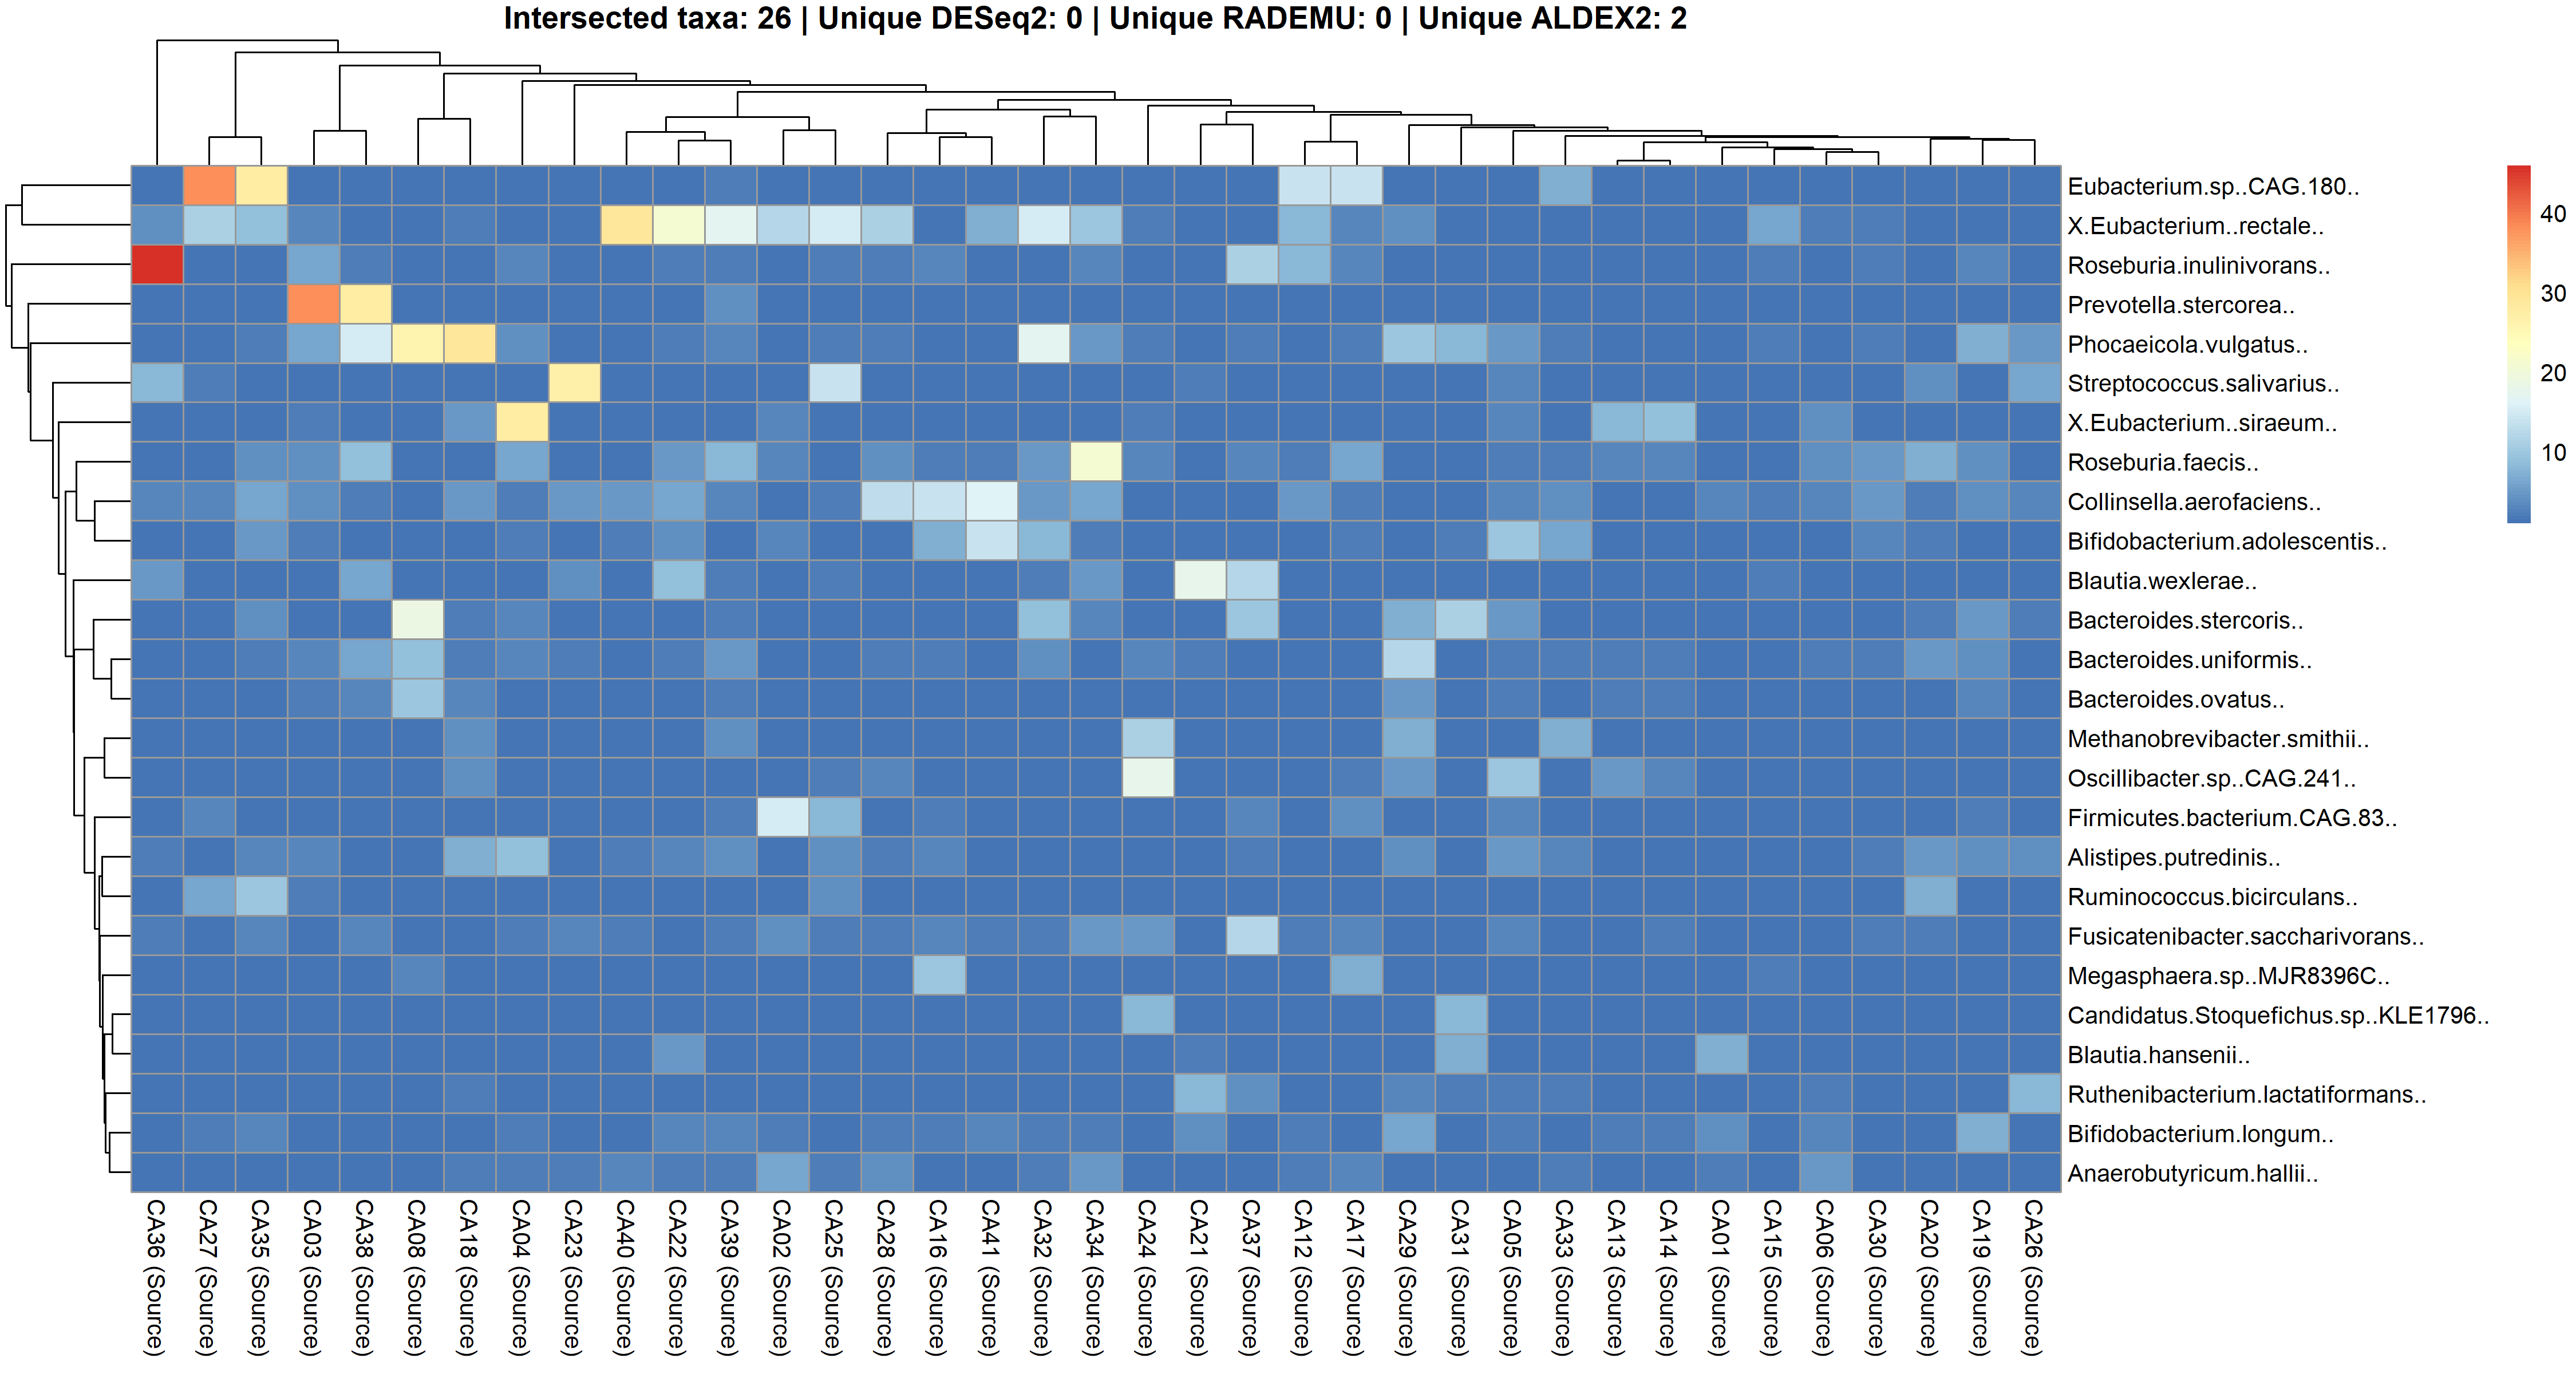 Intersected taxa: 26 | Unique DESeq2: 0 | Unique RADEMU: 0 | Unique ALDEX2: 2
Eubacterium.sp..CAG.180..
X.Eubacterium..rectale..
Roseburia.inulinivorans..
Prevotella.stercorea..
Phocaeicola.vulgatus..
Streptococcus.salivarius..
X.Eubacterium..siraeum..
Roseburia.faecis..
Collinsella.aerofaciens..
Bifidobacterium.adolescentis..
Blautia.wexlerae..
Bacteroides.stercoris..
Bacteroides.uniformis..
Bacteroides.ovatus..
Methanobrevibacter.smithii..
Oscillibacter.sp..CAG.241..
Firmicutes.bacterium.CAG.83..
Alistipes.putredinis..
Ruminococcus.bicirculans..
Fusicatenibacter.saccharivorans..
Megasphaera.sp..MJR8396C..
Candidatus.Stoquefichus.sp..KLE1796..
Blautia.hansenii..
Ruthenibacterium.lactatiformans..
Bifidobacterium.longum..
Anaerobutyricum.hallii..
40
30
20
10
CA36 (Source)
CA27 (Source)
CA35 (Source)
CA03 (Source)
CA38 (Source)
CA08 (Source)
CA18 (Source)
CA04 (Source)
CA23 (Source)
CA40 (Source)
CA22 (Source)
CA39 (Source)
CA02 (Source)
CA25 (Source)
CA28 (Source)
CA16 (Source)
CA41 (Source)
CA32 (Source)
CA34 (Source)
CA24 (Source)
CA21 (Source)
CA37 (Source)
CA12 (Source)
CA17 (Source)
CA29 (Source)
CA31 (Source)
CA05 (Source)
CA33 (Source)
CA13 (Source)
CA14 (Source)
CA01 (Source)
CA15 (Source)
CA06 (Source)
CA30 (Source)
CA20 (Source)
CA19 (Source)
CA26 (Source)